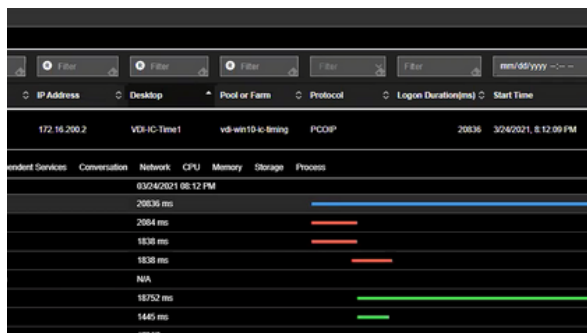 Filter Filter Filter Filter Filter mm/dd/yyyy --:-- --
IP Address Desktop Pool or Farm Protocol Logon Duration(ms) Start Time
172.16.200.2 VDI-IC-Time1 vdi-win10-ic-timing PCOIP 20836 3/24/2021, 8:12:09 PM
endent Services Conversation Network CPU Memory Storage Process
03/24/2021 08:12 PM
20836 ms
2084 ms
1838 ms
1838 ms
N/A
18752 ms
1445 ms